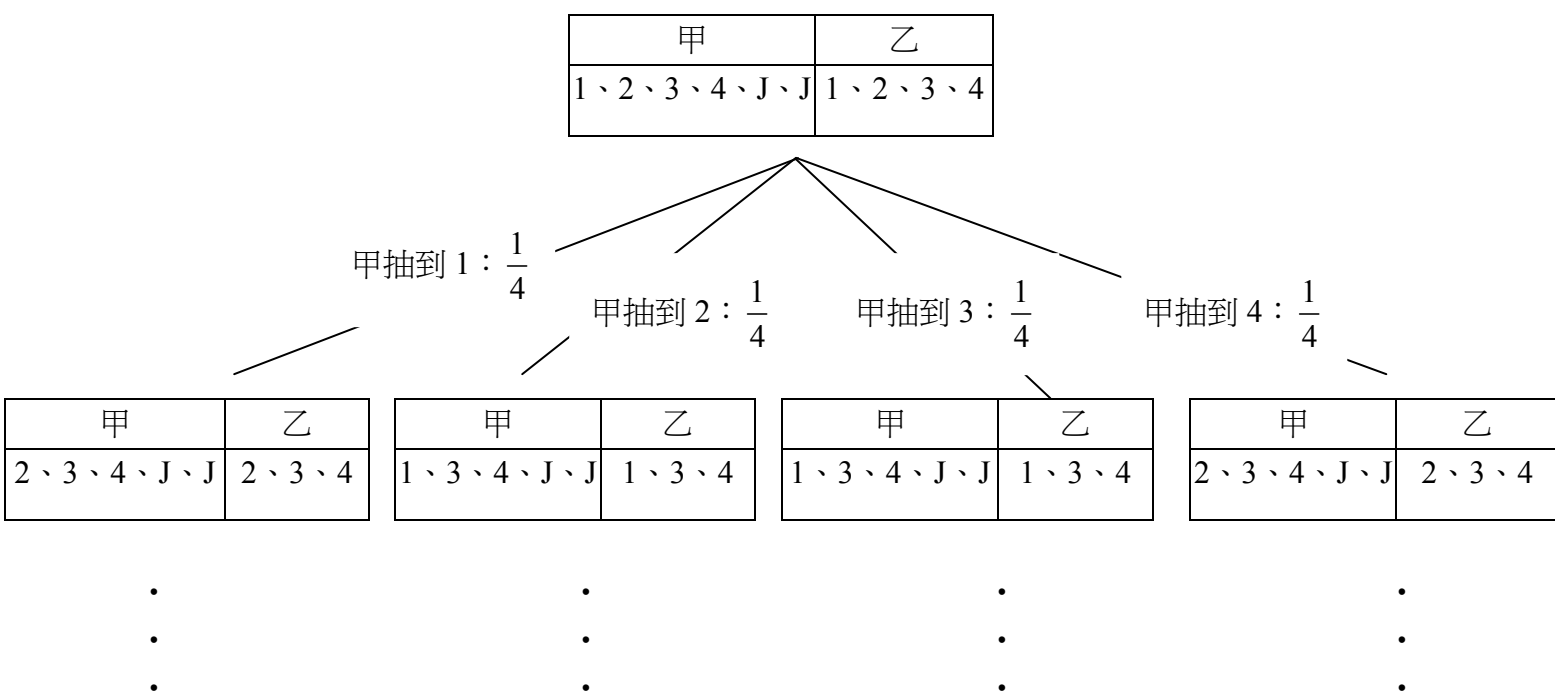 甲 乙
1、2、3、4、J、J 1、2、3、4
甲抽到 1：1/4
甲抽到 2：1/4 甲抽到 3：1/4 甲抽到 4：1/4
甲 乙 甲 乙 甲 乙 甲 乙
2、3、4、J、J 2、3、4 1、3、4、J、J 1、3、4 1、3、4、J、J 1、3、4 2、3、4、J、J 2、3、4